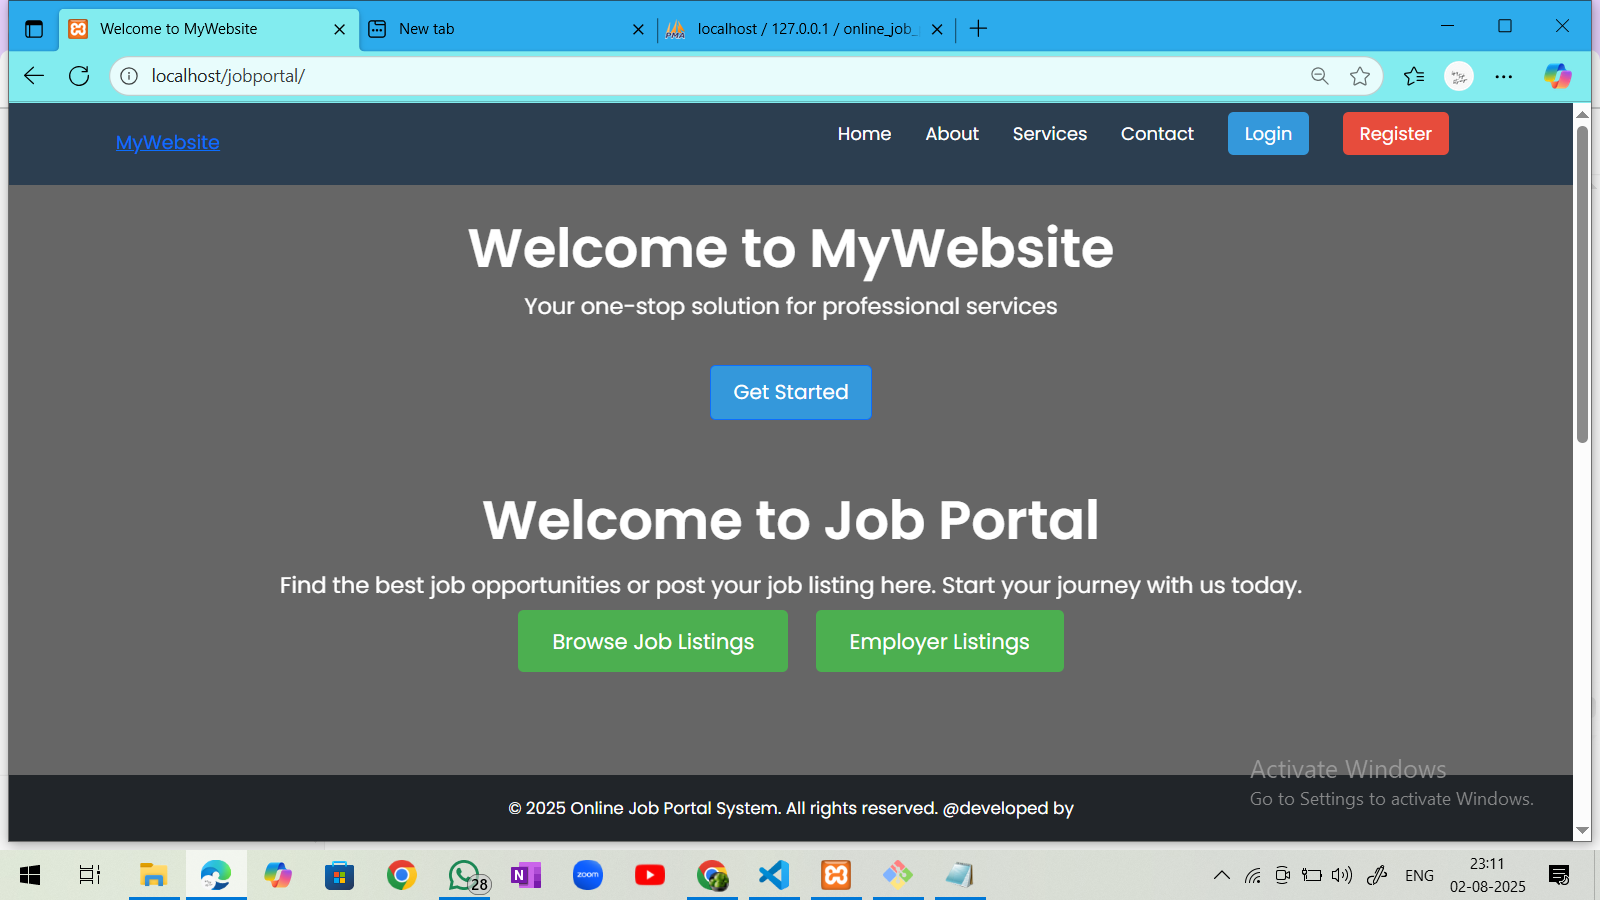 Welcome to MyWebsite
New tab
localhost / 127.0.0.1 / online_job_
localhost/jobportal/
MyWebsite
Home
About
Services
Contact
Login
Register
Welcome to MyWebsite
Your one-stop solution for professional services
Get Started
Welcome to Job Portal
Find the best job opportunities or post your job listing here. Start your journey with us today.
Browse Job Listings
Employer Listings
Activate Windows
Go to Settings to activate Windows.
© 2025 Online Job Portal System. All rights reserved. @developed by
28
zoom
ENG
23:11
02-08-2025